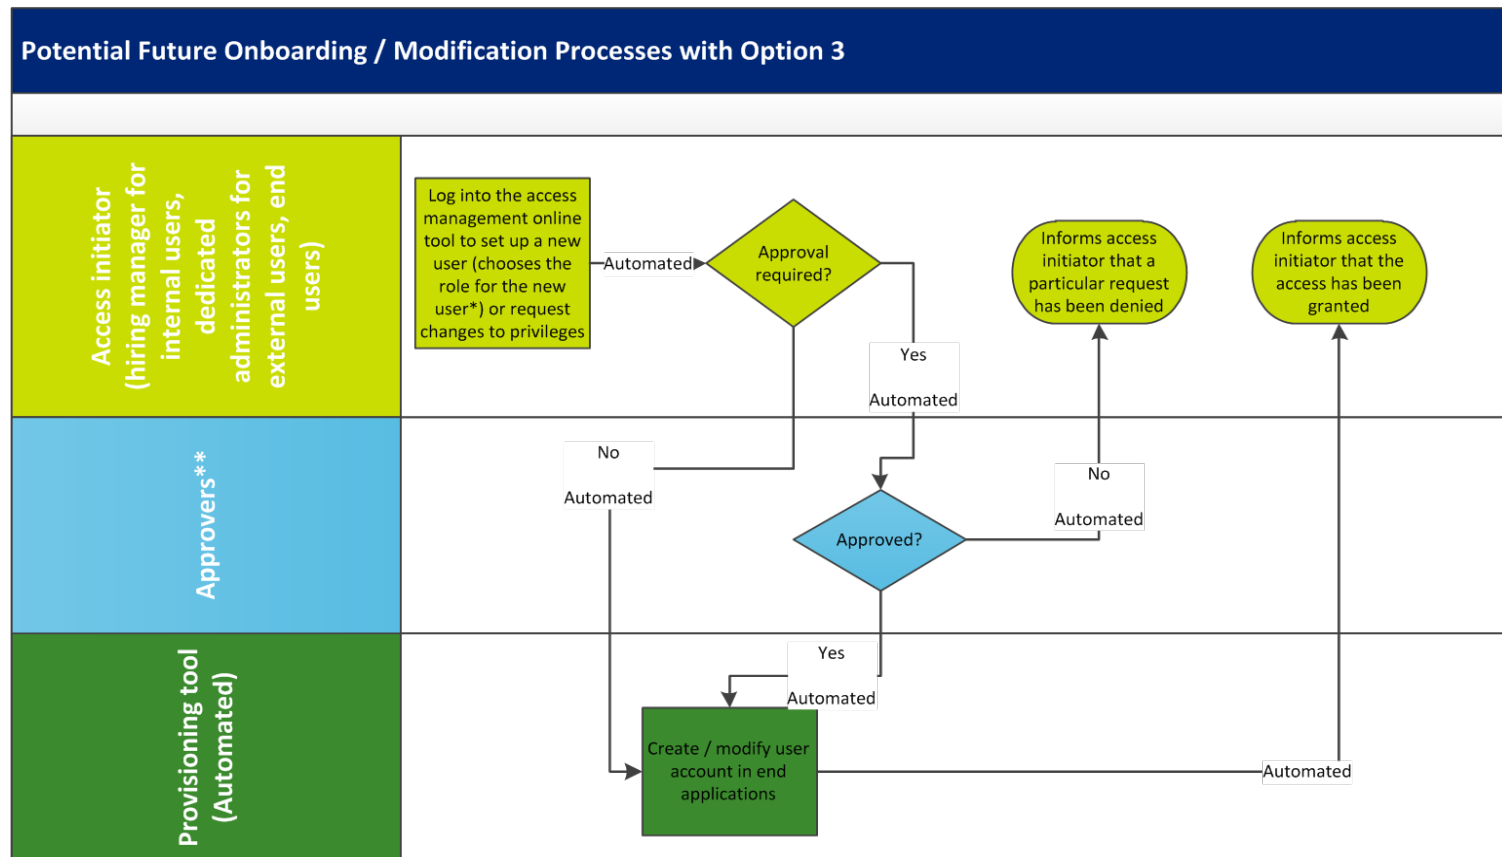 Potential Future Onboarding / Modification Processes with Option 3
Access initiator
(hiring manager for
internal users,
dedicated
administrators for
external users, end
users)
Log into the access
management online
tool to set up a new
user (chooses the
role for the new
user*) or request
changes to privileges
Automated
Approval
required?
Informs access
initiator that a
particular request
has been denied
Informs access
initiator that the
access has been
granted
Yes
Automated
Approvers**
No
Automated
Approved?
No
Automated
Provisioning tool
(Automated)
Yes
Automated
Create / modify user
account in end
applications
Automated